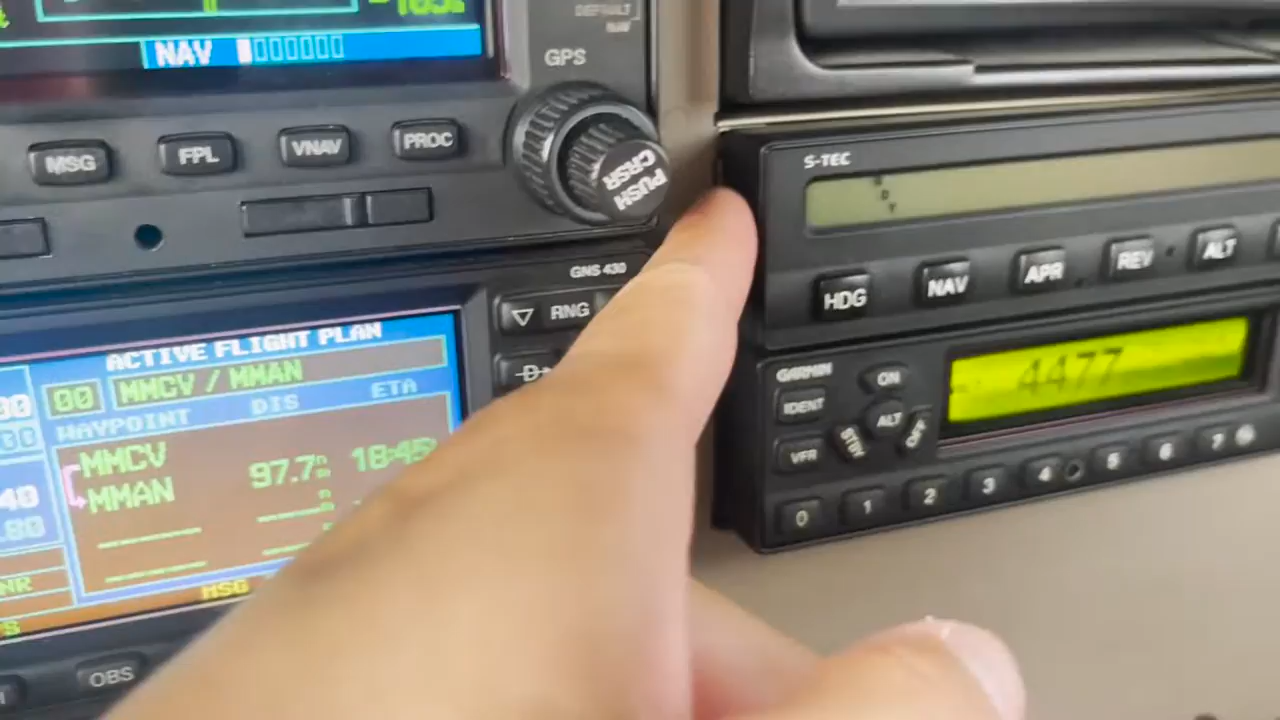 DEFAULT
NAV
NAV
GPS
MSG
FPL
VNAV
PROC
PUSH
CRSR
S-TEC
HDG
NAV
APR
REV
ALT
GNS 430
RNG
ACTIVE FLIGHT PLAN
00 MMCV / MMAN
WAYPOINT DIS ETA
MMCV
MMAN 97.7 18:45
MSG
OBS
GARMIN
IDENT
VFR
ON
ALT
STBY
OFF
4477
0 1 2 3 4 5 6 7